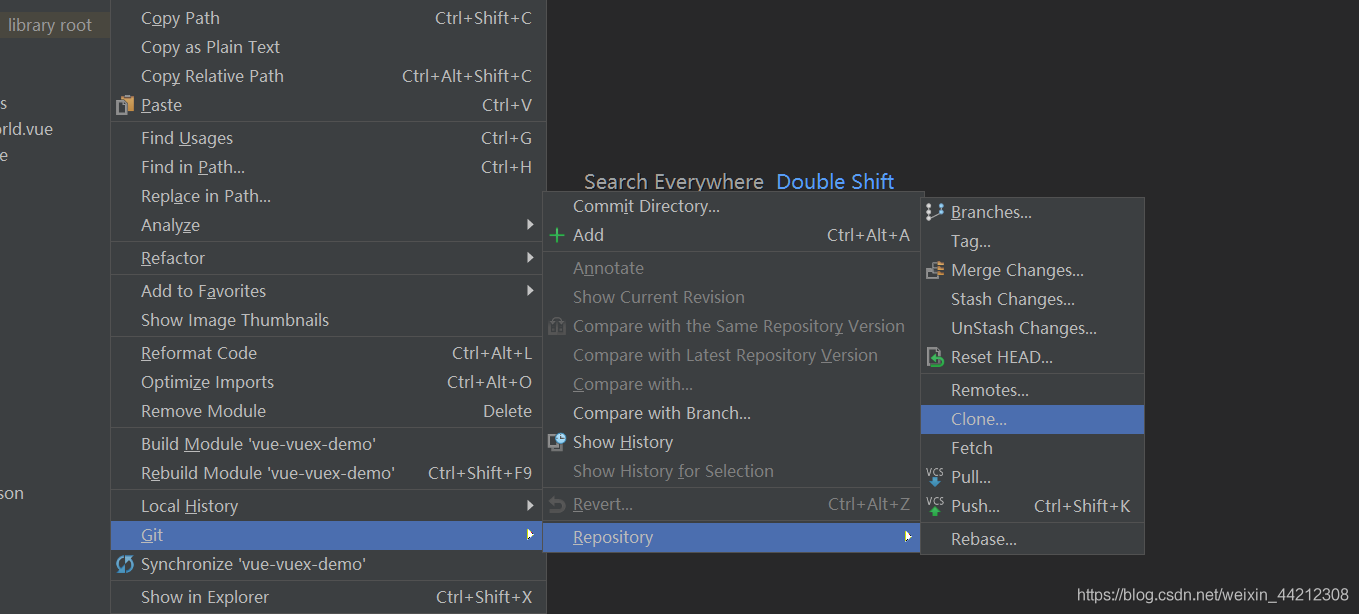 library root
s
rld.vue
e
son
Copy Path Ctrl+Shift+C
Copy as Plain Text
Copy Relative Path Ctrl+Alt+Shift+C
Paste Ctrl+V
Find Usages Ctrl+G
Find in Path... Ctrl+H
Replace in Path...
Analyze
Refactor
Add to Favorites
Show Image Thumbnails
Reformat Code Ctrl+Alt+L
Optimize Imports Ctrl+Alt+O
Remove Module Delete
Build Module 'vue-vuex-demo'
Rebuild Module 'vue-vuex-demo' Ctrl+Shift+F9
Local History
Git
Synchronize 'vue-vuex-demo'
Show in Explorer Ctrl+Shift+X
Search Everywhere Double Shift
Commit Directory...
Add Ctrl+Alt+A
Annotate
Show Current Revision
Compare with the Same Repository Version
Compare with Latest Repository Version
Compare with...
Compare with Branch...
Show History
Show History for Selection
Revert... Ctrl+Alt+Z
Repository
Branches...
Tag...
Merge Changes...
Stash Changes...
UnStash Changes...
Reset HEAD...
Remotes...
Clone...
Fetch
VCS Pull...
VCS Push... Ctrl+Shift+K
Rebase...
https://blog.csdn.net/weixin_44212308